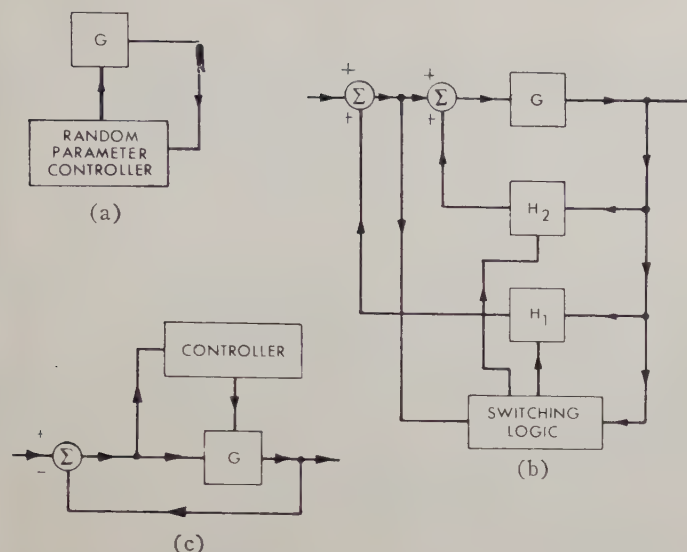 G
RANDOM
PARAMETER
CONTROLLER
(a)
+ +
Σ Σ G
+ +
H2
H1
SWITCHING
LOGIC
(b)
CONTROLLER
+
Σ G
−
(c)